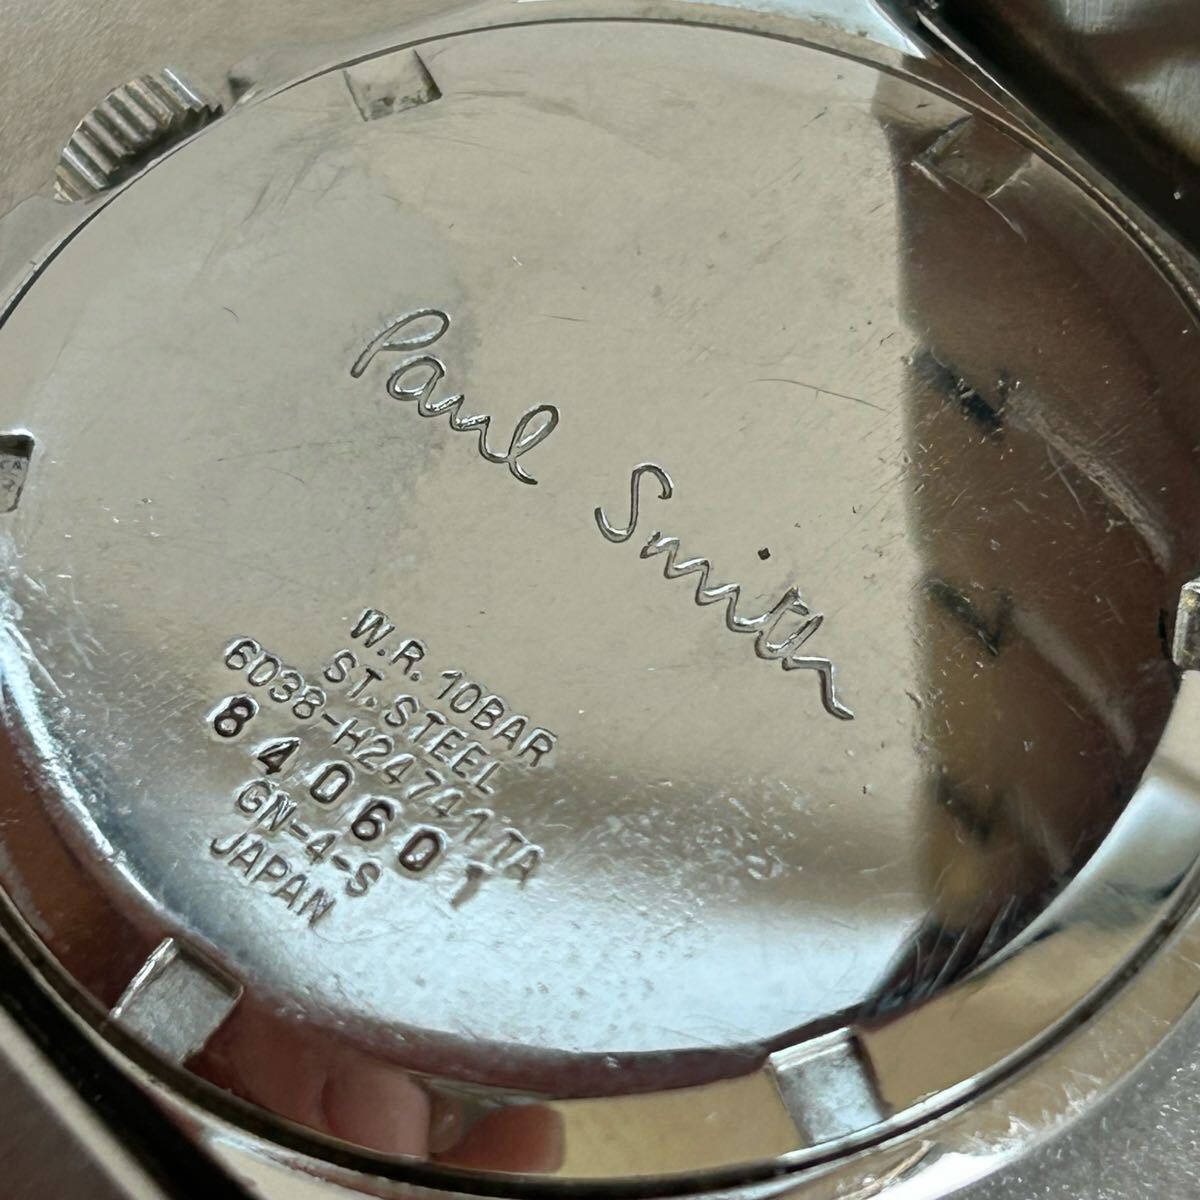 Paul Smith
W.R. 10BAR
ST. STEEL
6038-H24741TA
840601
GN-4-S
JAPAN